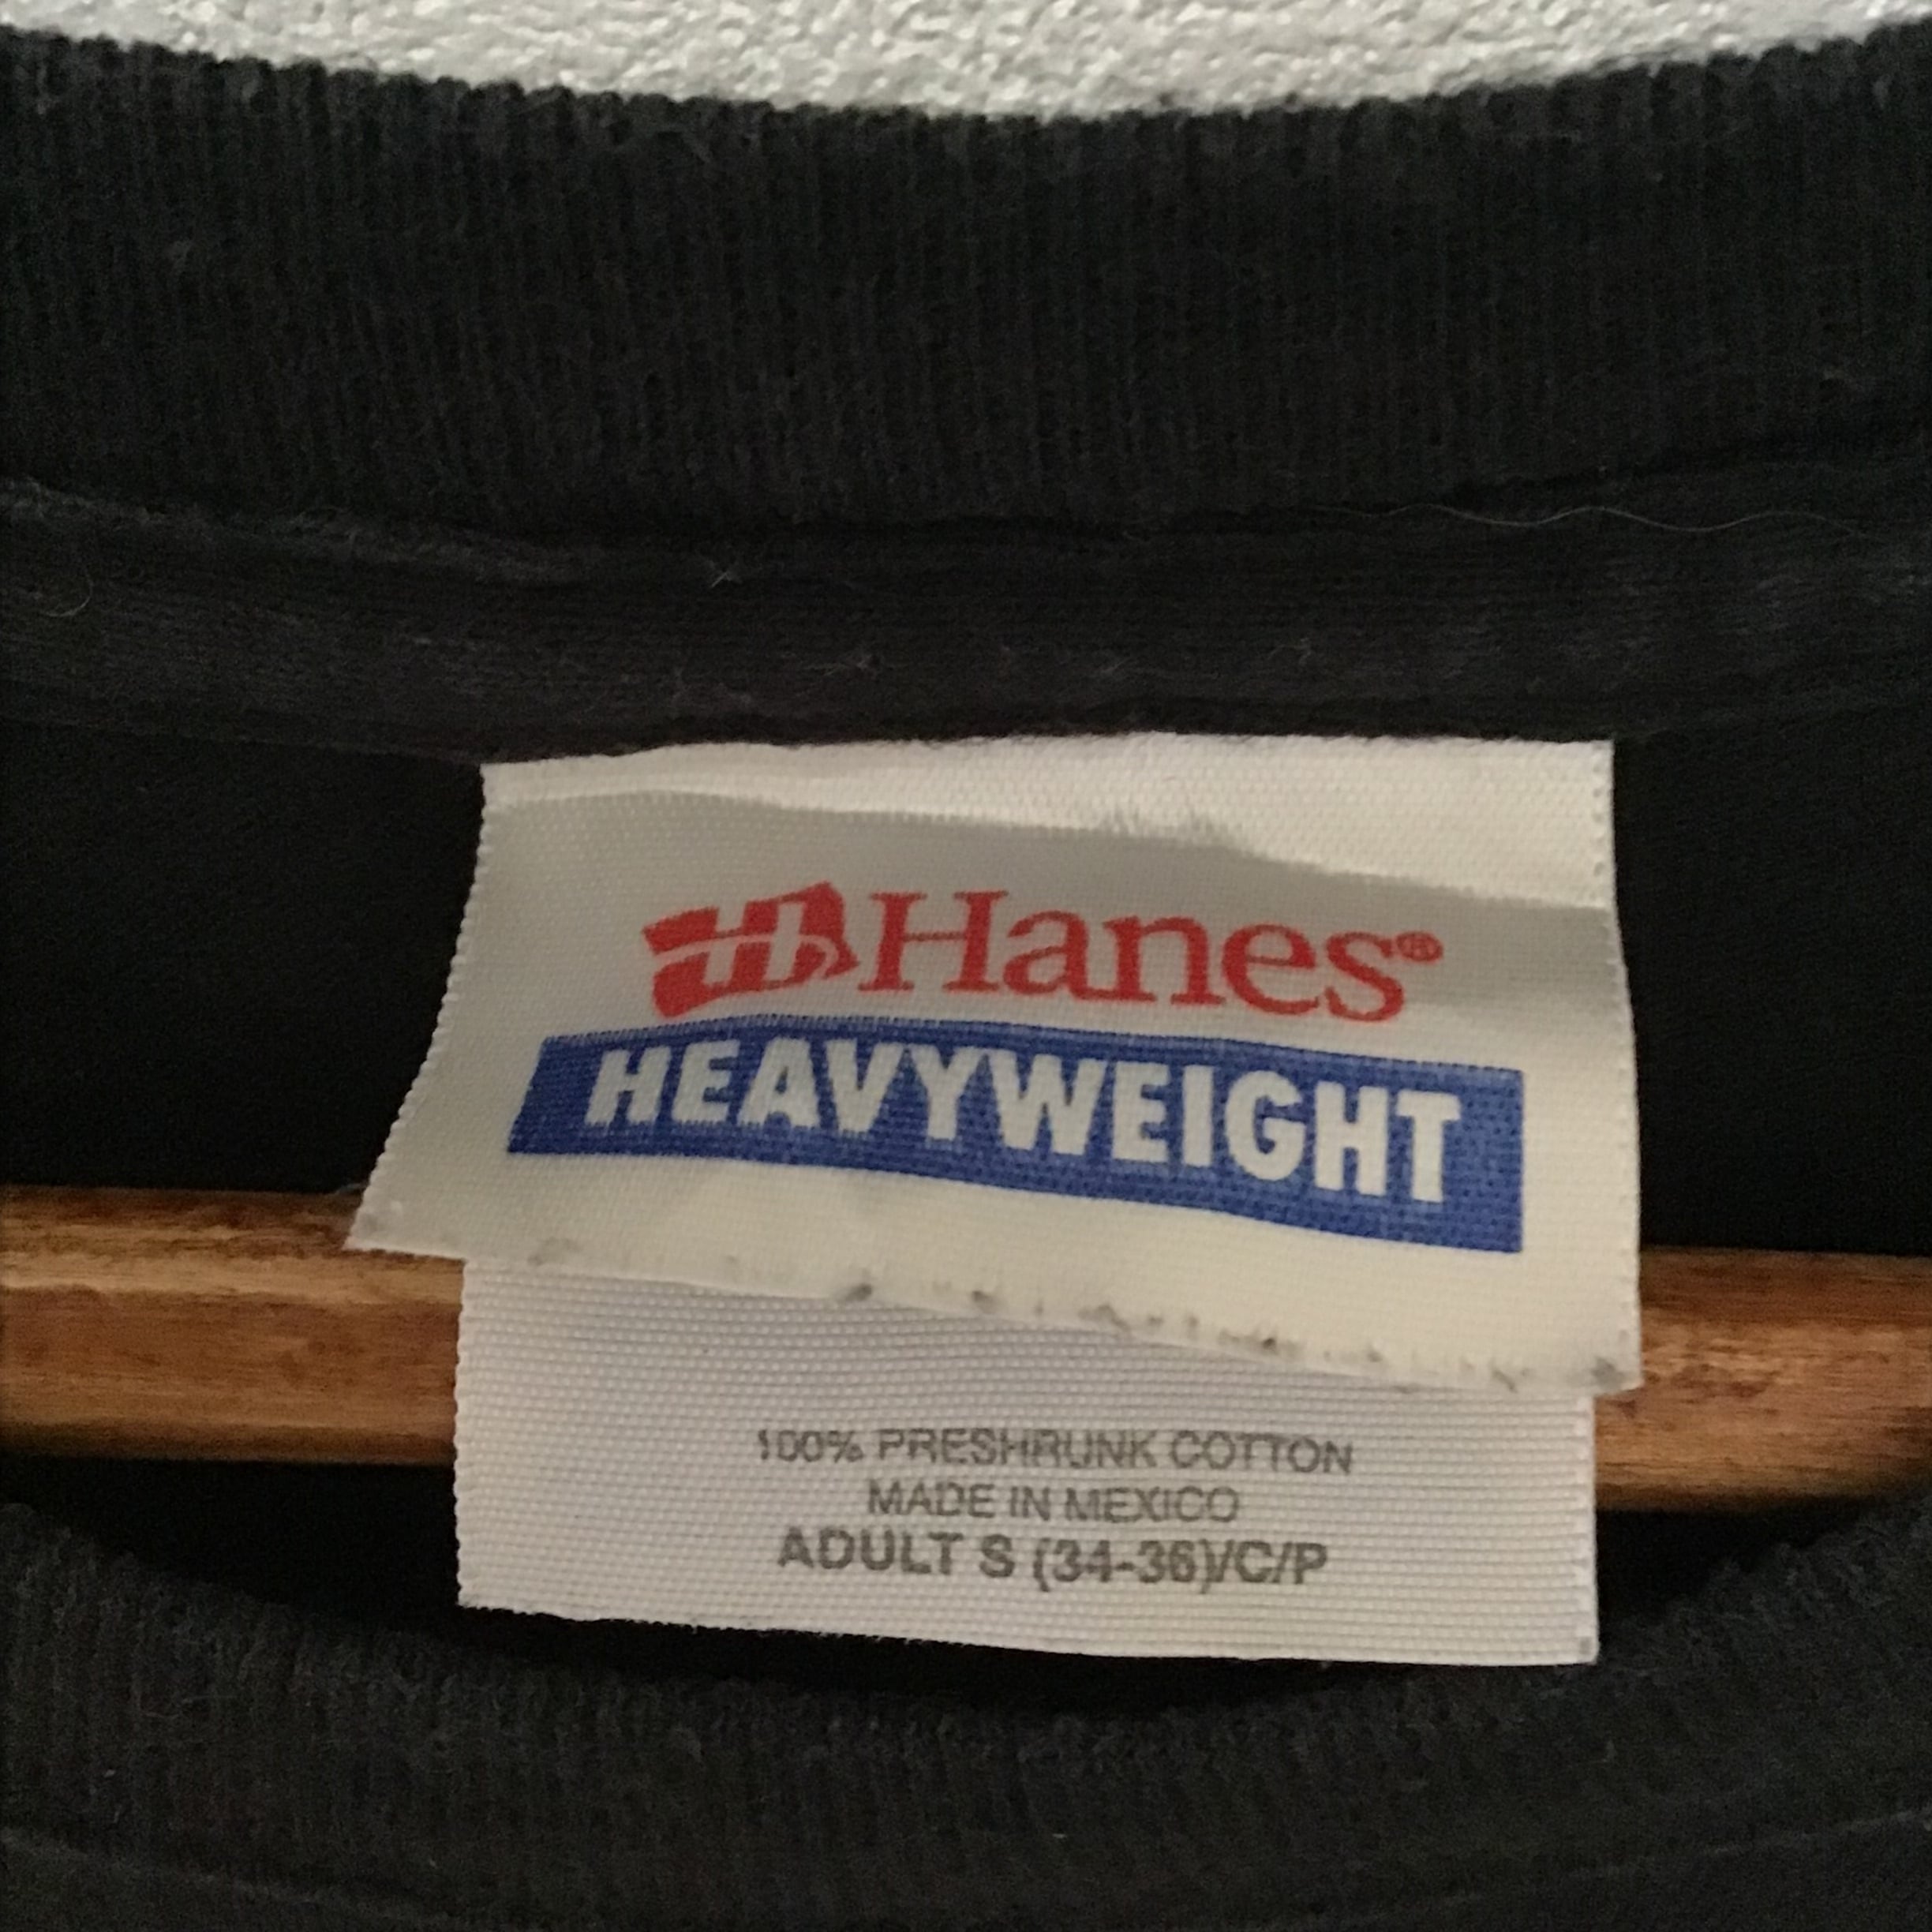 Hanes®
HEAVYWEIGHT
100% PRESHRUNK COTTON
MADE IN MEXICO
ADULT S (34-36)/C/P